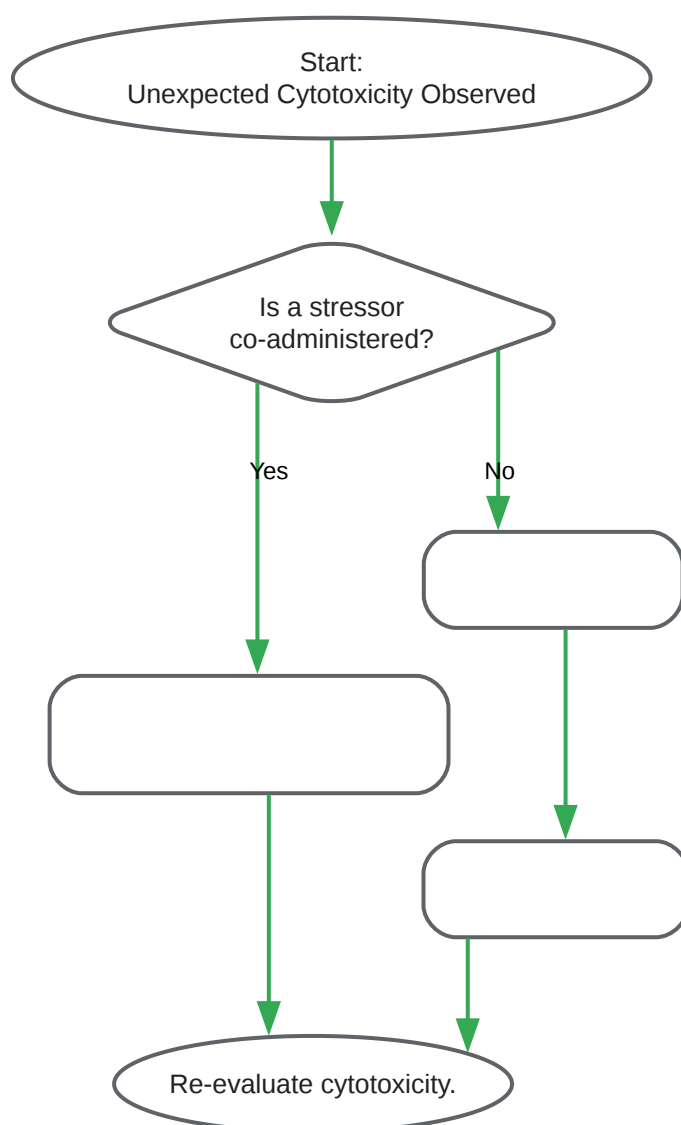 Start:
Unexpected Cytotoxicity Observed
Is a stressor
co-administered?
Yes
No
Re-evaluate cytotoxicity.